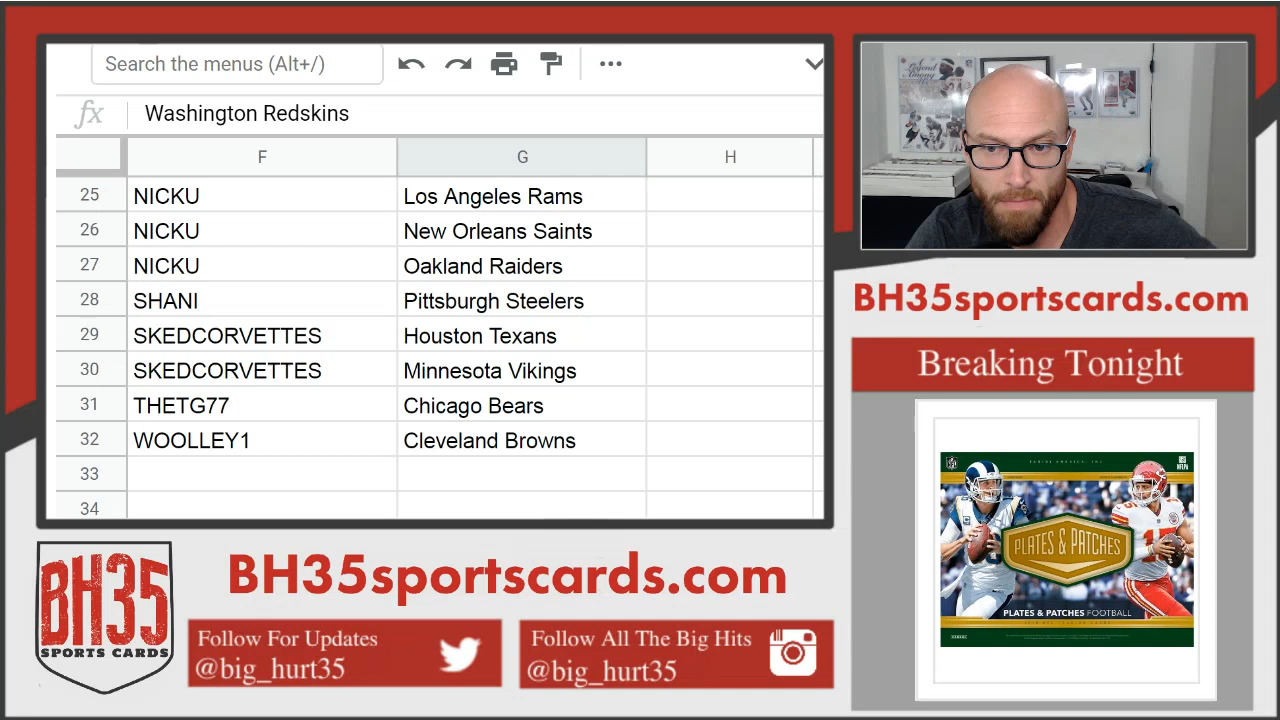 Search the menus (Alt+/)
fx
Washington Redskins
F G H
25 NICKU Los Angeles Rams
26 NICKU New Orleans Saints
27 NICKU Oakland Raiders
28 SHANI Pittsburgh Steelers
29 SKEDCORVETTES Houston Texans
30 SKEDCORVETTES Minnesota Vikings
31 THETG77 Chicago Bears
32 WOOLLEY1 Cleveland Browns
33
34
BH35sportscards.com
Breaking Tonight
PLATES & PATCHES
PLATES & PATCHES FOOTBALL
BH35
SPORTS CARDS
BH35sportscards.com
Follow For Updates
@big_hurt35
Follow All The Big Hits
@big_hurt35